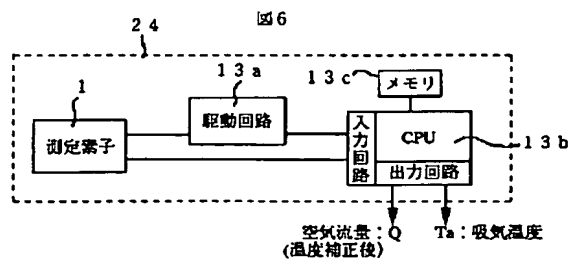 図6
24
13a
13c
メモリ
1
駆動回路
測定素子
入力回路
CPU
13b
出力回路
空気流量:Q
(温度補正後)
Ta:吸気温度